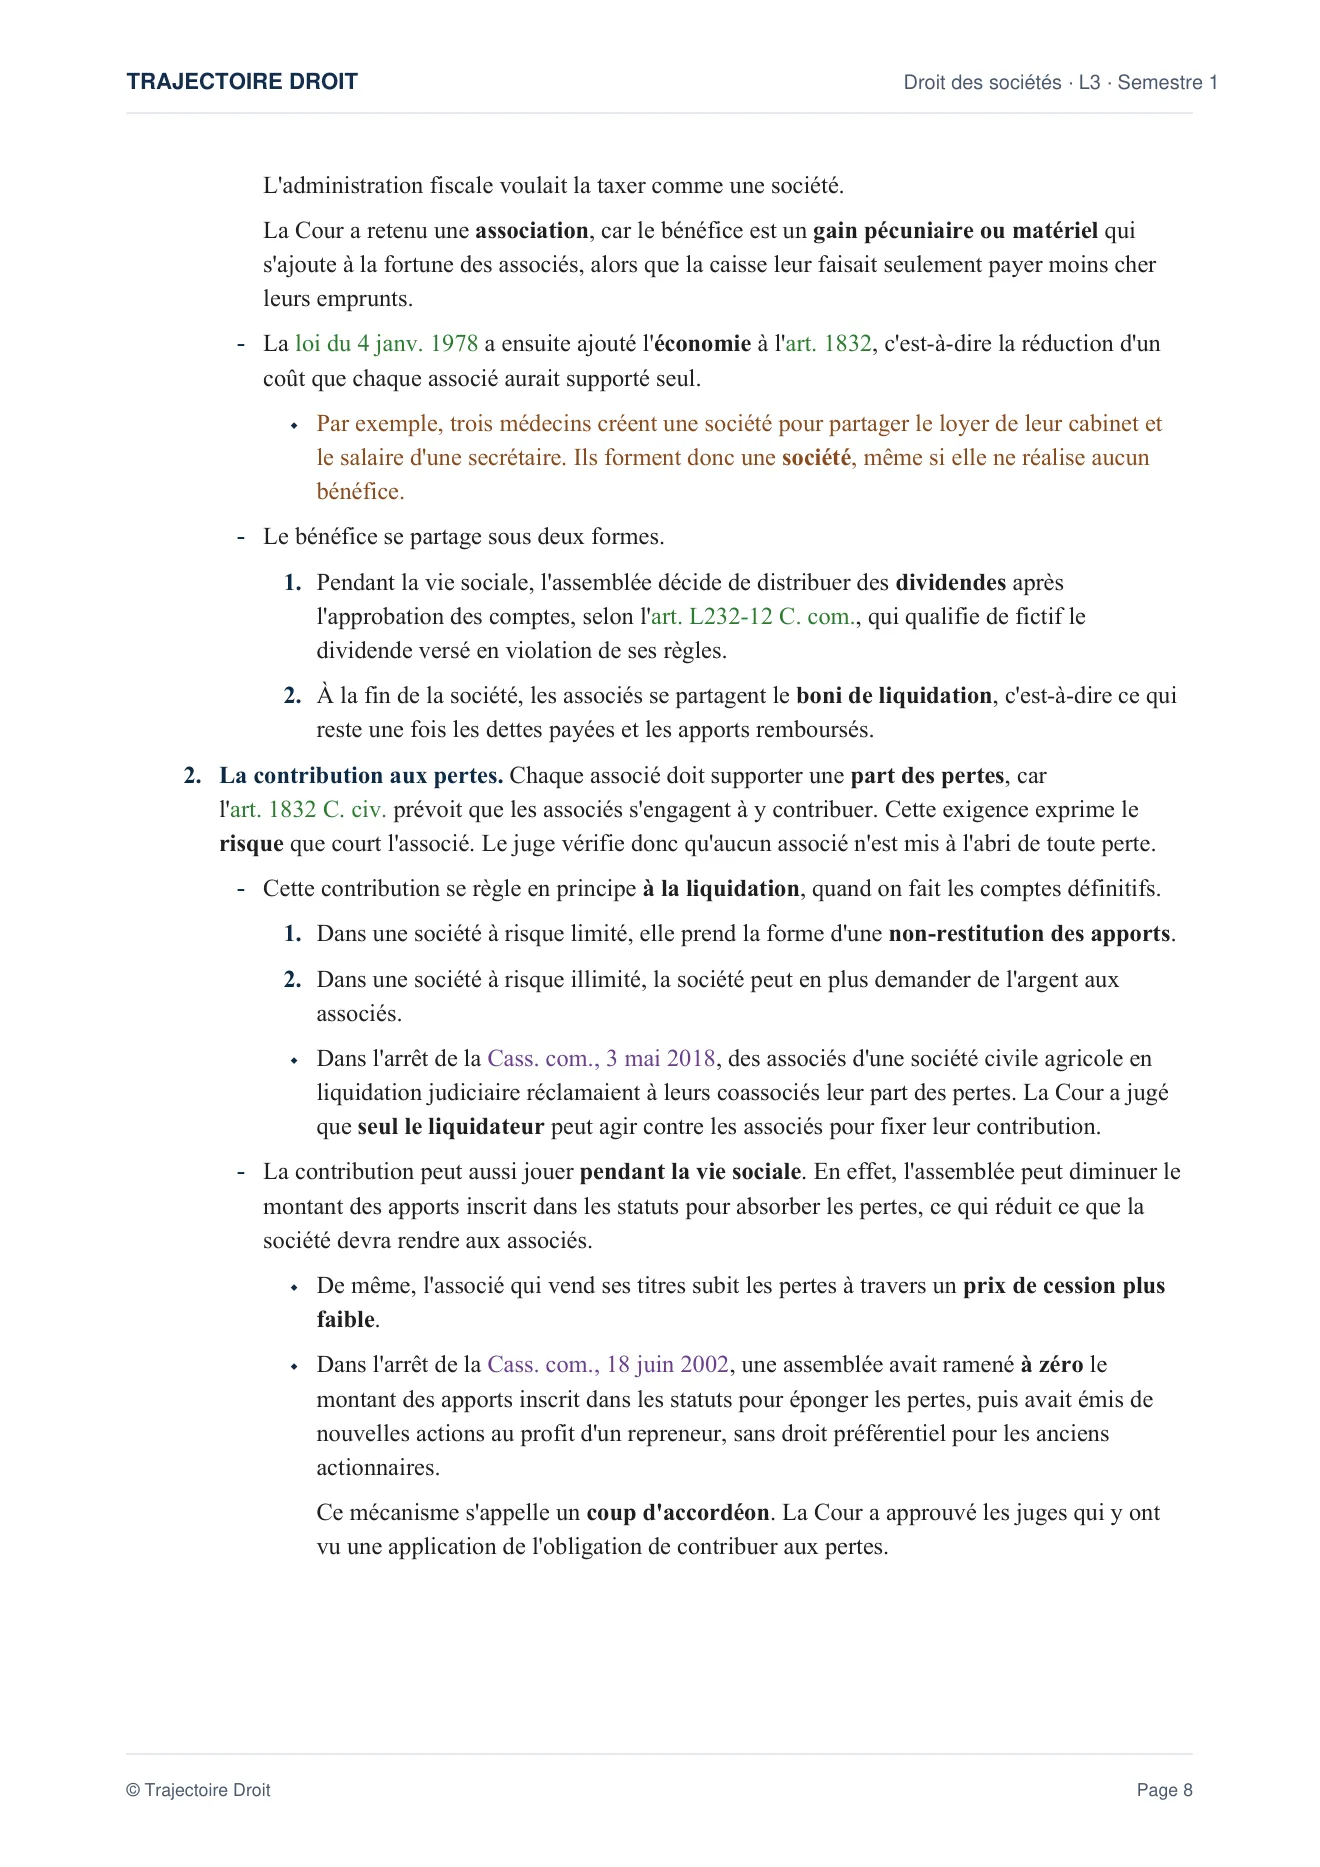 TRAJECTOIRE DROIT
Droit des sociétés · L3 · Semestre 1
L'administration fiscale voulait la taxer comme une société.
La Cour a retenu une association, car le bénéfice est un gain pécuniaire ou matériel qui
s'ajoute à la fortune des associés, alors que la caisse leur faisait seulement payer moins cher
leurs emprunts.
- La loi du 4 janv. 1978 a ensuite ajouté l'économie à l'art. 1832, c'est-à-dire la réduction d'un
coût que chaque associé aurait supporté seul.
⬩ Par exemple, trois médecins créent une société pour partager le loyer de leur cabinet et
le salaire d'une secrétaire. Ils forment donc une société, même si elle ne réalise aucun
bénéfice.
- Le bénéfice se partage sous deux formes.
1. Pendant la vie sociale, l'assemblée décide de distribuer des dividendes après
l'approbation des comptes, selon l'art. L232-12 C. com., qui qualifie de fictif le
dividende versé en violation de ses règles.
2. À la fin de la société, les associés se partagent le boni de liquidation, c'est-à-dire ce qui
reste une fois les dettes payées et les apports remboursés.
2. La contribution aux pertes. Chaque associé doit supporter une part des pertes, car
l'art. 1832 C. civ. prévoit que les associés s'engagent à y contribuer. Cette exigence exprime le
risque que court l'associé. Le juge vérifie donc qu'aucun associé n'est mis à l'abri de toute perte.
- Cette contribution se règle en principe à la liquidation, quand on fait les comptes définitifs.
1. Dans une société à risque limité, elle prend la forme d'une non-restitution des apports.
2. Dans une société à risque illimité, la société peut en plus demander de l'argent aux
associés.
⬩ Dans l'arrêt de la Cass. com., 3 mai 2018, des associés d'une société civile agricole en
liquidation judiciaire réclamaient à leurs coassociés leur part des pertes. La Cour a jugé
que seul le liquidateur peut agir contre les associés pour fixer leur contribution.
- La contribution peut aussi jouer pendant la vie sociale. En effet, l'assemblée peut diminuer le
montant des apports inscrit dans les statuts pour absorber les pertes, ce qui réduit ce que la
société devra rendre aux associés.
⬩ De même, l'associé qui vend ses titres subit les pertes à travers un prix de cession plus
faible.
⬩ Dans l'arrêt de la Cass. com., 18 juin 2002, une assemblée avait ramené à zéro le
montant des apports inscrit dans les statuts pour éponger les pertes, puis avait émis de
nouvelles actions au profit d'un repreneur, sans droit préférentiel pour les anciens
actionnaires.
Ce mécanisme s'appelle un coup d'accordéon. La Cour a approuvé les juges qui y ont
vu une application de l'obligation de contribuer aux pertes.
© Trajectoire Droit
Page 8